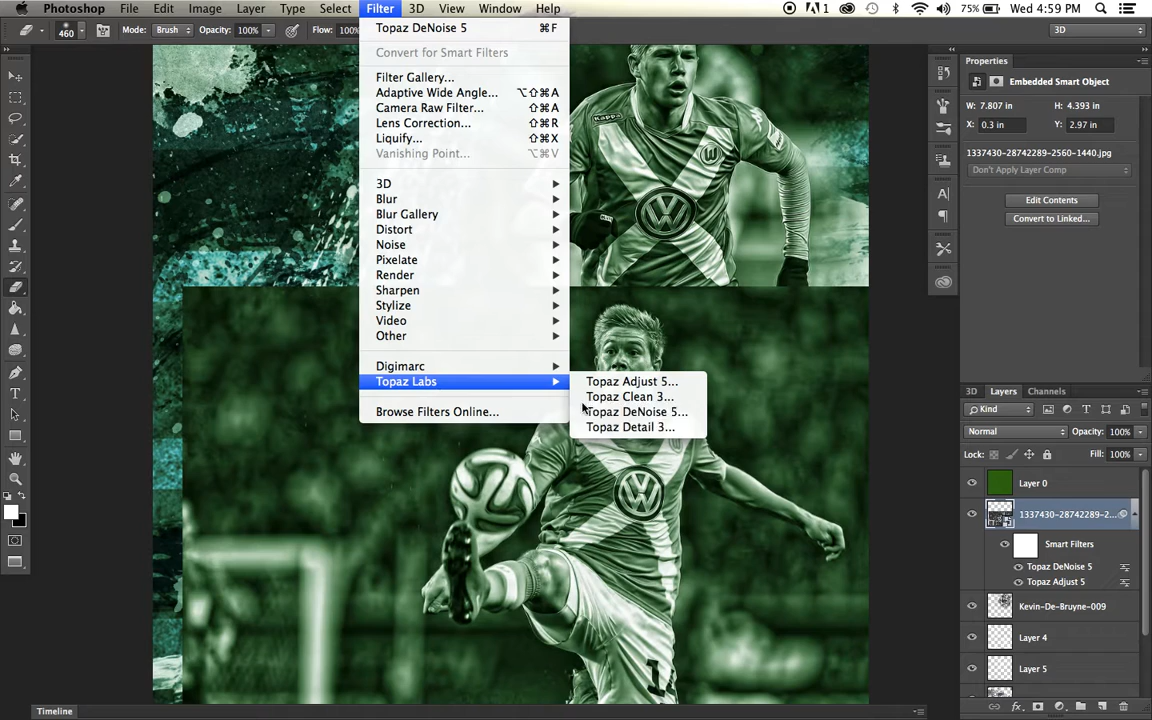 Photoshop File Edit Image Layer Type Select Filter 3D View Window Help 1 75% Wed 4:59 PM
460 Mode: Brush Opacity: 100% Flow: 100% 3D
Topaz DeNoise 5 ⌘F
Convert for Smart Filters
Filter Gallery...
Adaptive Wide Angle... ⌥⇧⌘A
Camera Raw Filter... ⇧⌘A
Lens Correction... ⇧⌘R
Liquify... ⇧⌘X
Vanishing Point... ⌥⌘V
3D
Blur
Blur Gallery
Distort
Noise
Pixelate
Render
Sharpen
Stylize
Video
Other
Digimarc
Topaz Labs
Browse Filters Online...
Topaz Adjust 5...
Topaz Clean 3...
Topaz DeNoise 5...
Topaz Detail 3...
Kappa
W
1
Properties
Embedded Smart Object
W: 7.807 in H: 4.393 in
X: 0.3 in Y: 2.97 in
1337430-28742289-2560-1440.jpg
Don't Apply Layer Comp
Edit Contents
Convert to Linked...
3D Layers Channels
Kind
Normal Opacity: 100%
Lock: Fill: 100%
Layer 0
1337430-28742289-2...
Smart Filters
Topaz DeNoise 5
Topaz Adjust 5
Kevin-De-Bruyne-009
Layer 4
Layer 5
Timeline